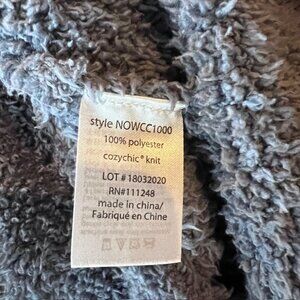 style NOWCC1000
100% polyester
cozychic® knit
LOT # 18032020
RN#111248
made in china/
Fabriqué en Chine